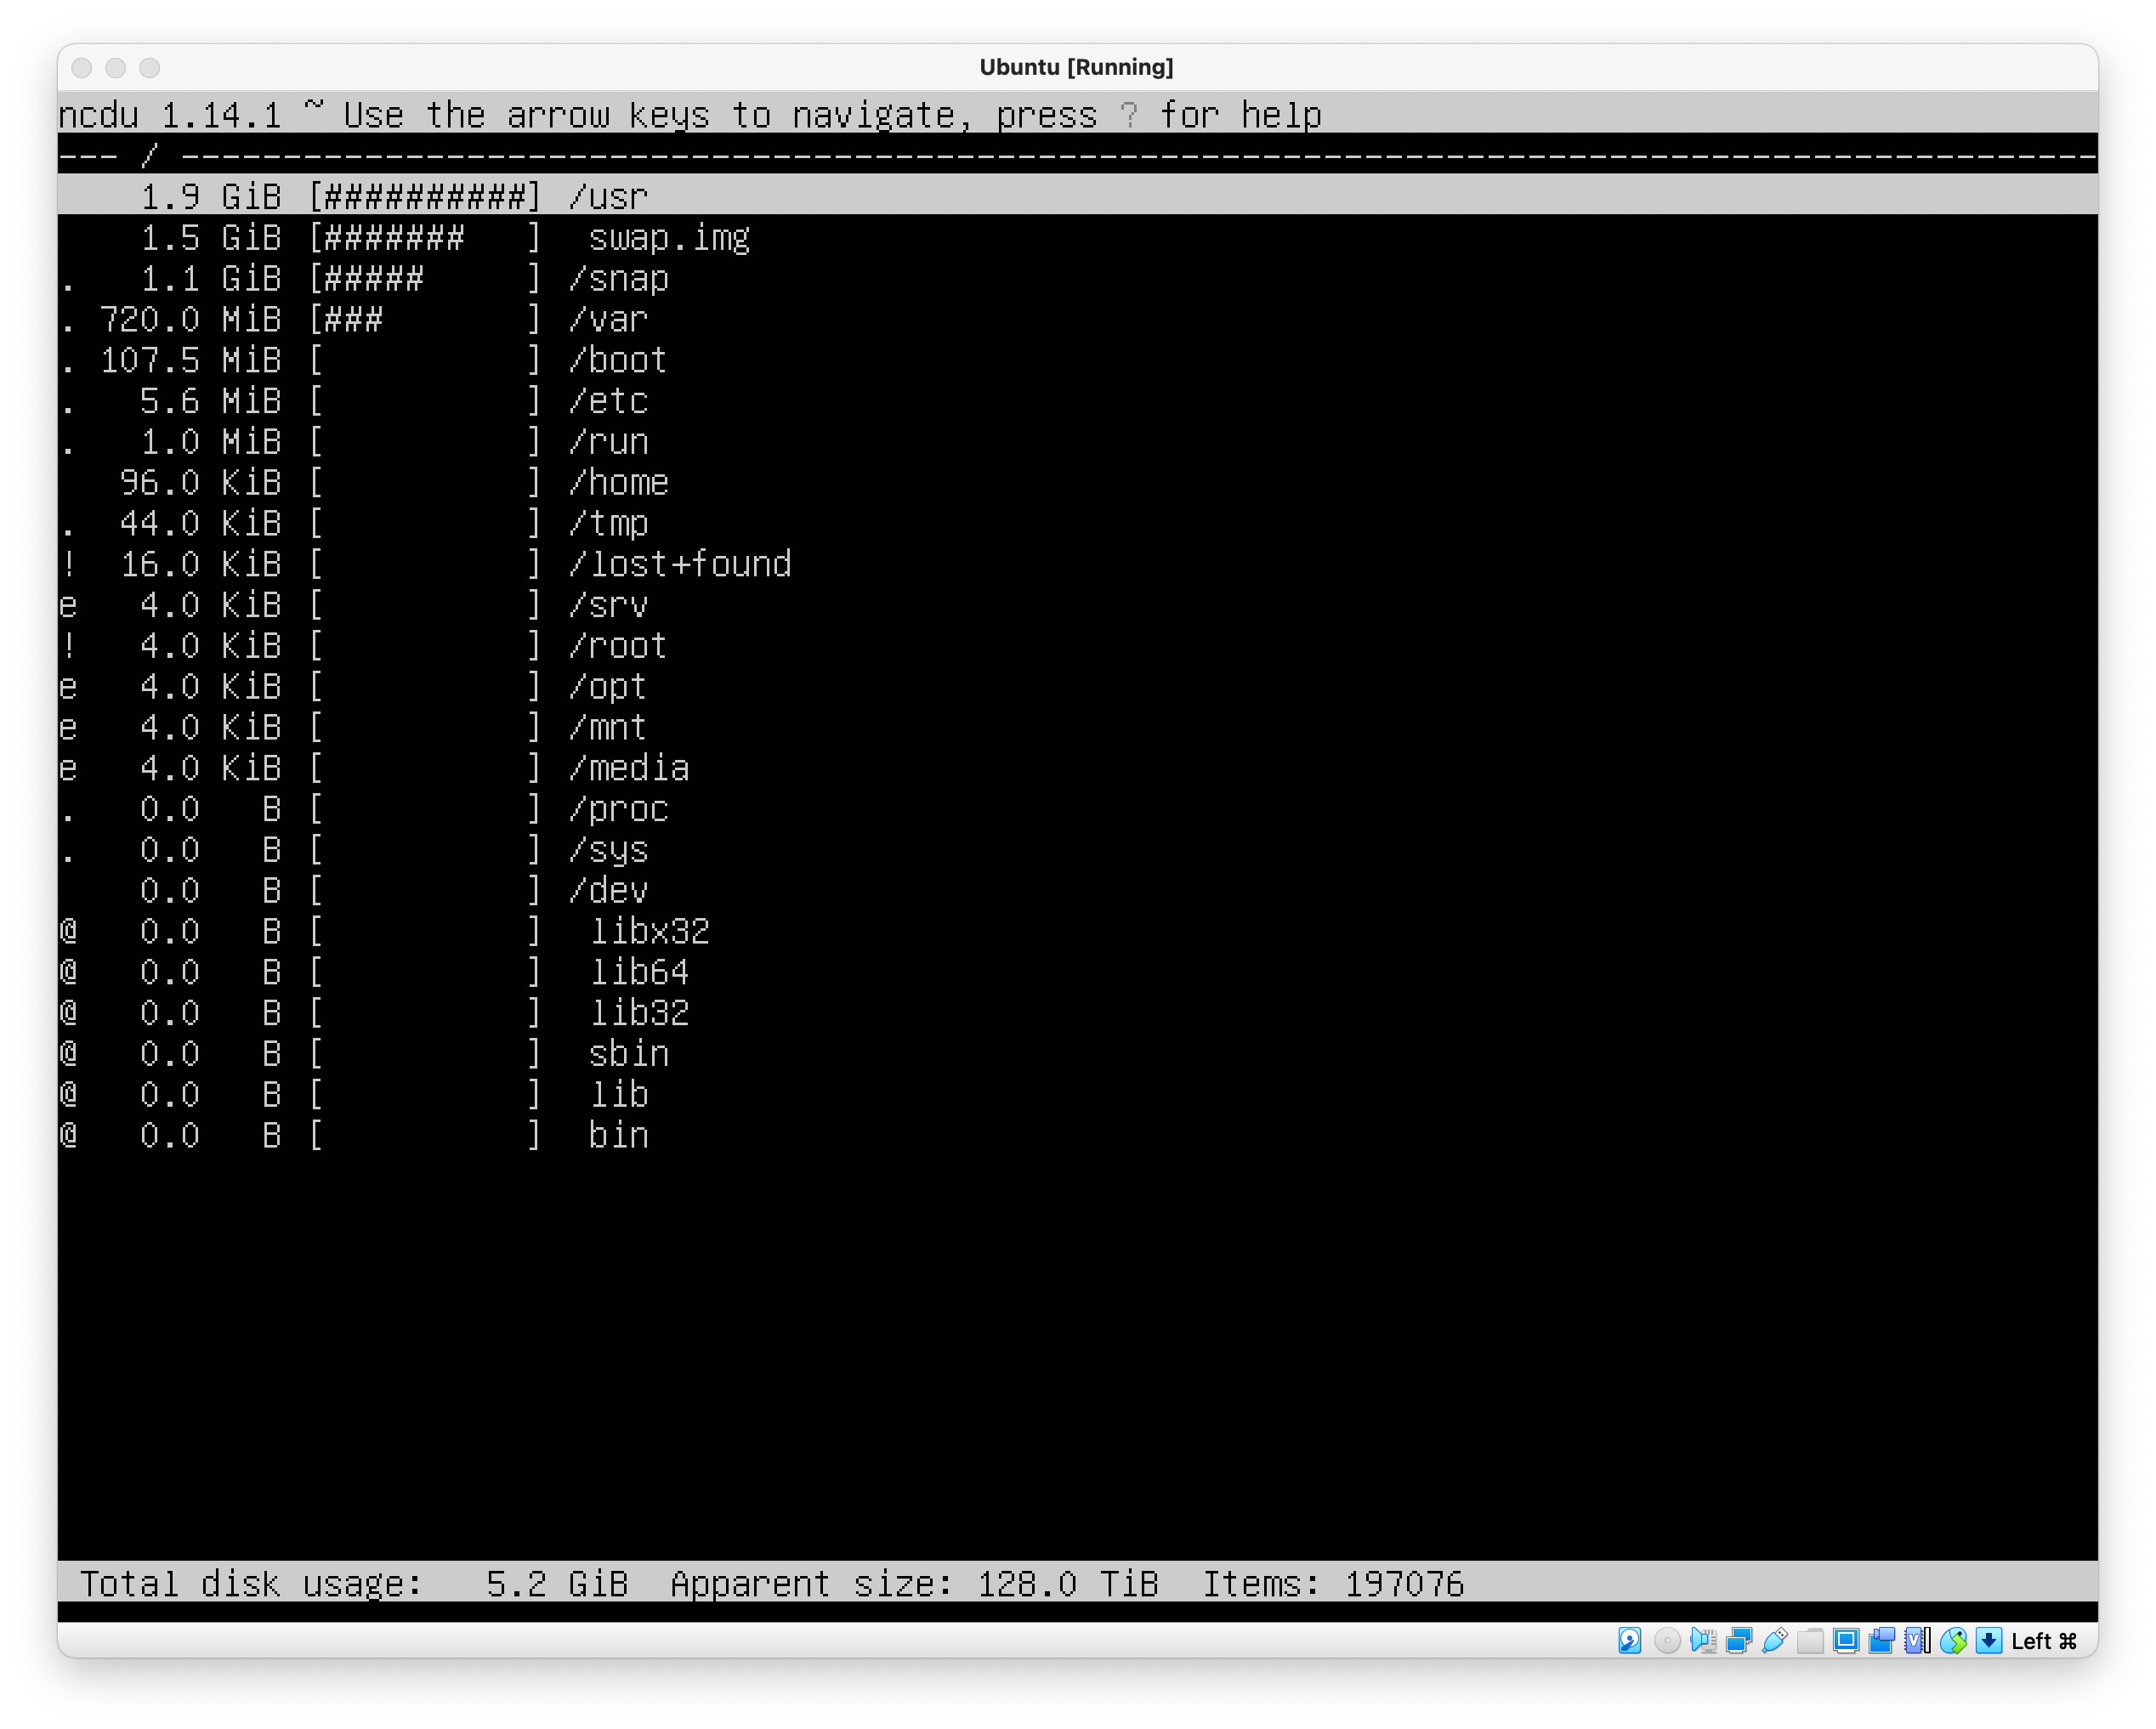 Ubuntu [Running]
ncdu 1.14.1 ~ Use the arrow keys to navigate, press ? for help
--- / ----------------------------------------------------------------------------------------------
    1.9 GiB [##########] /usr
    1.5 GiB [#######   ]  swap.img
.   1.1 GiB [#####     ] /snap
. 720.0 MiB [###       ] /var
. 107.5 MiB [          ] /boot
.   5.6 MiB [          ] /etc
.   1.0 MiB [          ] /run
   96.0 KiB [          ] /home
.  44.0 KiB [          ] /tmp
!  16.0 KiB [          ] /lost+found
e   4.0 KiB [          ] /srv
!   4.0 KiB [          ] /root
e   4.0 KiB [          ] /opt
e   4.0 KiB [          ] /mnt
e   4.0 KiB [          ] /media
.   0.0   B [          ] /proc
.   0.0   B [          ] /sys
    0.0   B [          ] /dev
@   0.0   B [          ]  libx32
@   0.0   B [          ]  lib64
@   0.0   B [          ]  lib32
@   0.0   B [          ]  sbin
@   0.0   B [          ]  lib
@   0.0   B [          ]  bin
Total disk usage:   5.2 GiB  Apparent size: 128.0 TiB  Items: 197076
Left ⌘